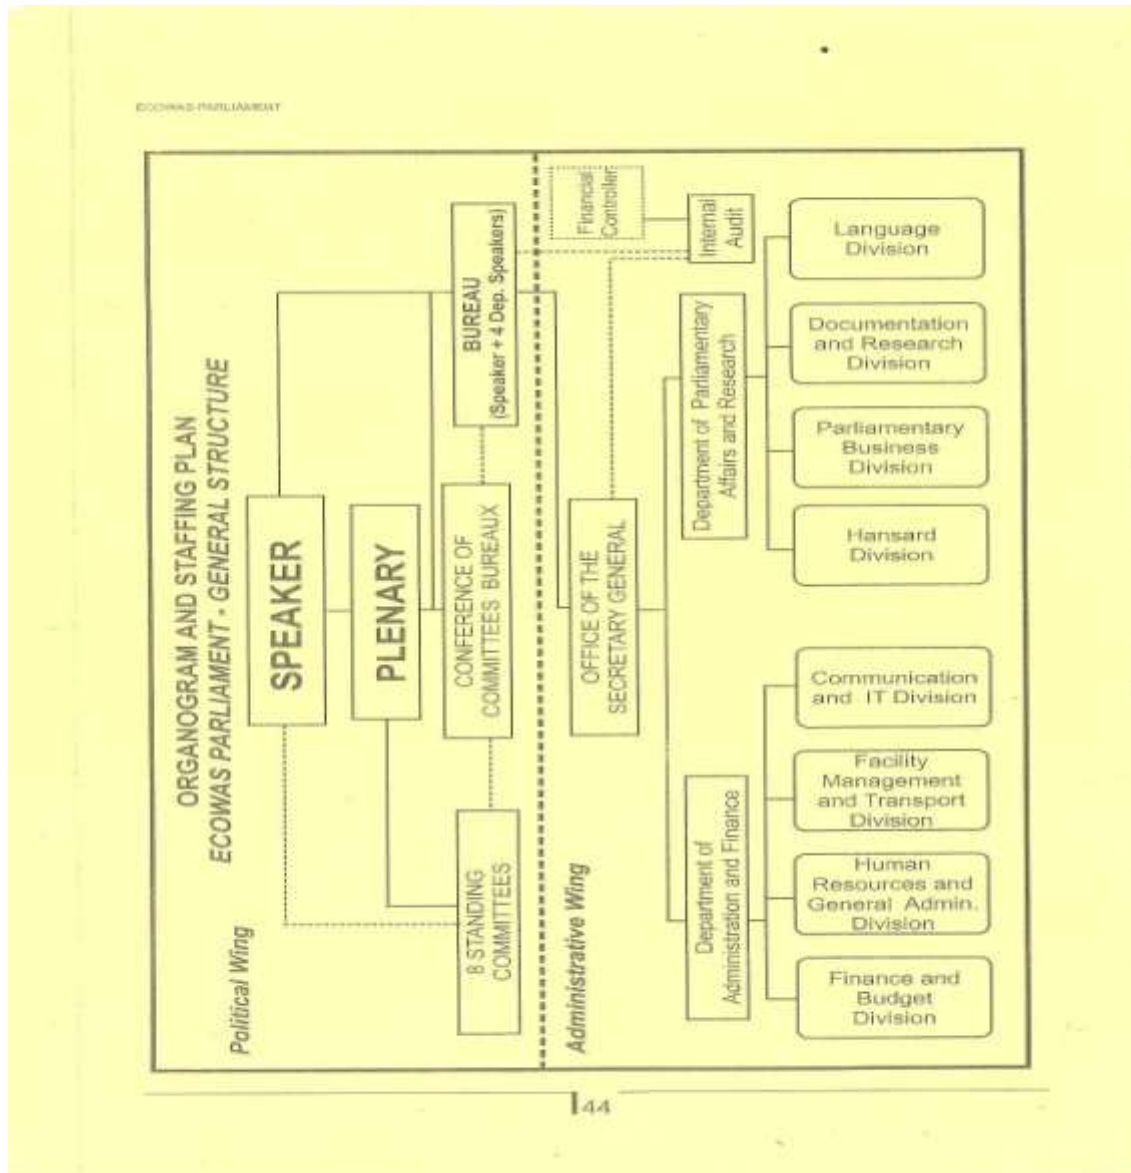 ECOWAS PARLIAMENT
ORGANOGRAM AND STAFFING PLAN
ECOWAS PARLIAMENT - GENERAL STRUCTURE
Political Wing
SPEAKER
PLENARY
8 STANDING
COMMITTEES
CONFERENCE OF
COMMITTEES BUREAUX
BUREAU
(Speaker + 4 Dep. Speakers)
Administrative Wing
Financial
Controller
OFFICE OF THE
SECRETARY GENERAL
Internal
Audit
Department of
Administration and Finance
Department of Parliamentary
Affairs and Research
Finance and
Budget
Division
Human
Resources and
General Admin.
Division
Facility
Management
and Transport
Division
Communication
and IT Division
Hansard
Division
Parliamentary
Business
Division
Documentation
and Research
Division
Language
Division
44